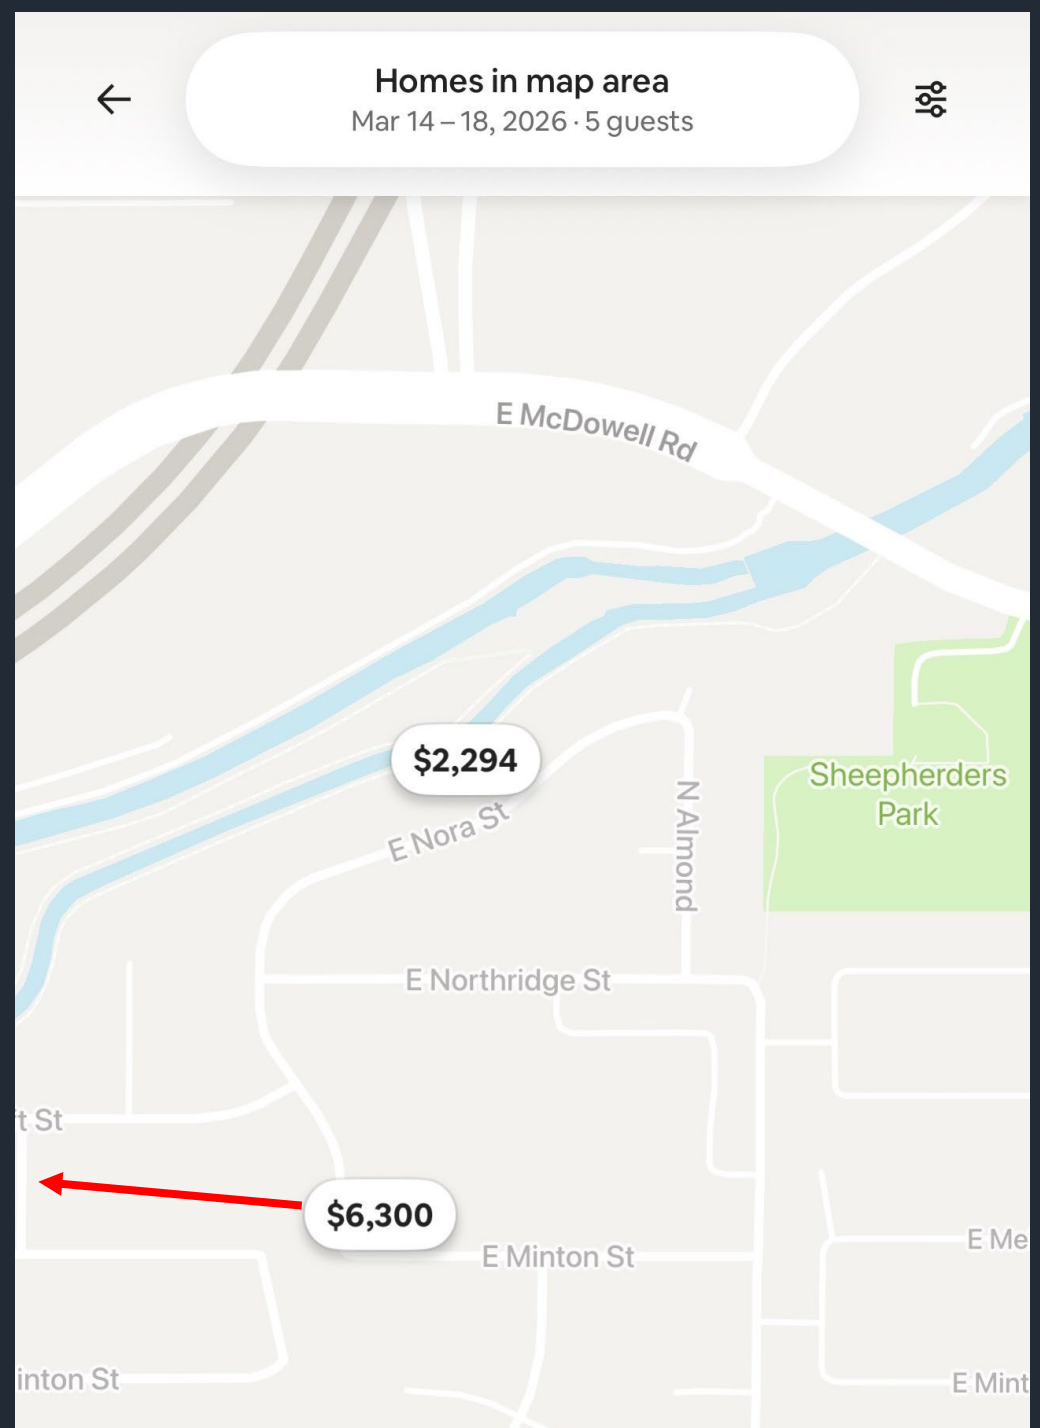 Homes in map area
Mar 14 – 18, 2026 · 5 guests
E McDowell Rd
$2,294
Sheepherders
Park
E Nora St
N Almond
E Northridge St
t St
$6,300
E Minton St
E Me
inton St
E Mint